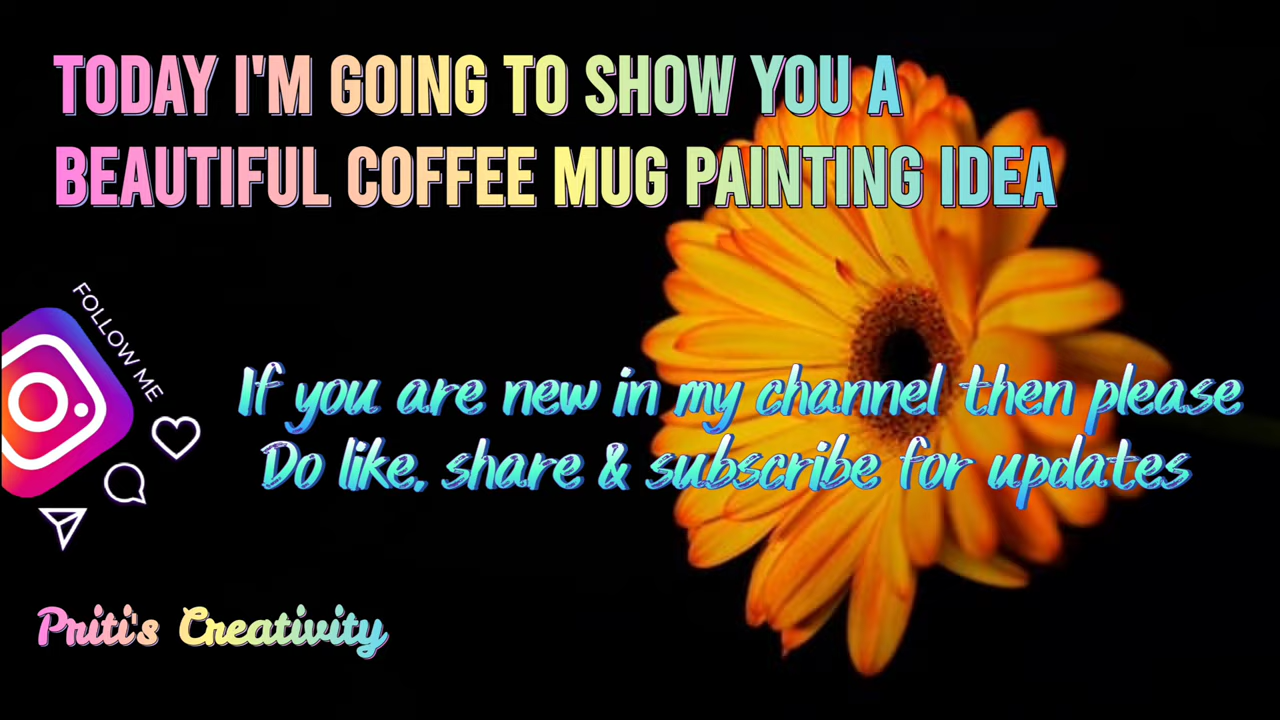 TODAY I'M GOING TO SHOW YOU A
BEAUTIFUL COFFEE MUG PAINTING IDEA
FOLLOW ME
If you are new in my channel then please
Do like, share & subscribe for updates
Priti's Creativity